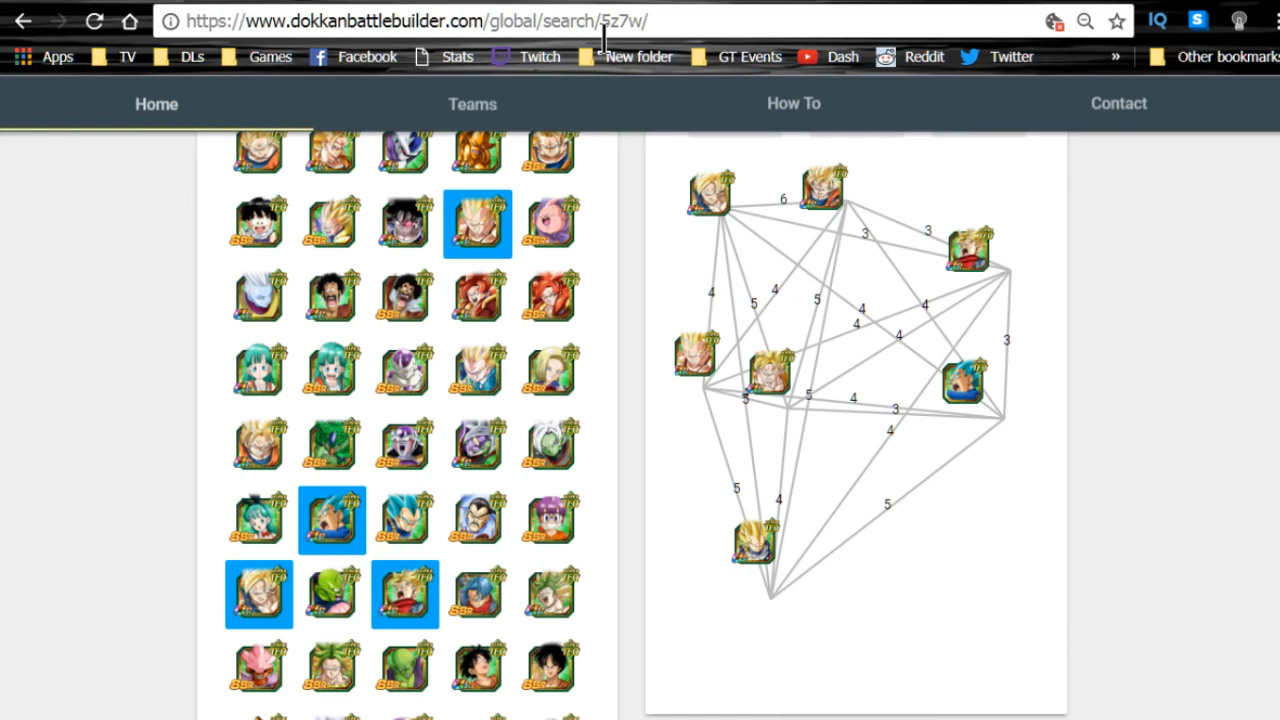 https://www.dokkanbattlebuilder.com/global/search/5z7w/
IQ
S
Apps
TV
DLs
Games
Facebook
Stats
Twitch
New folder
GT Events
Dash
Reddit
Twitter
»
Other bookmarks
Home
Teams
How To
Contact
6
3
3
4
5
4
5
4
4
4
4
3
5
5
4
3
4
5
4
5